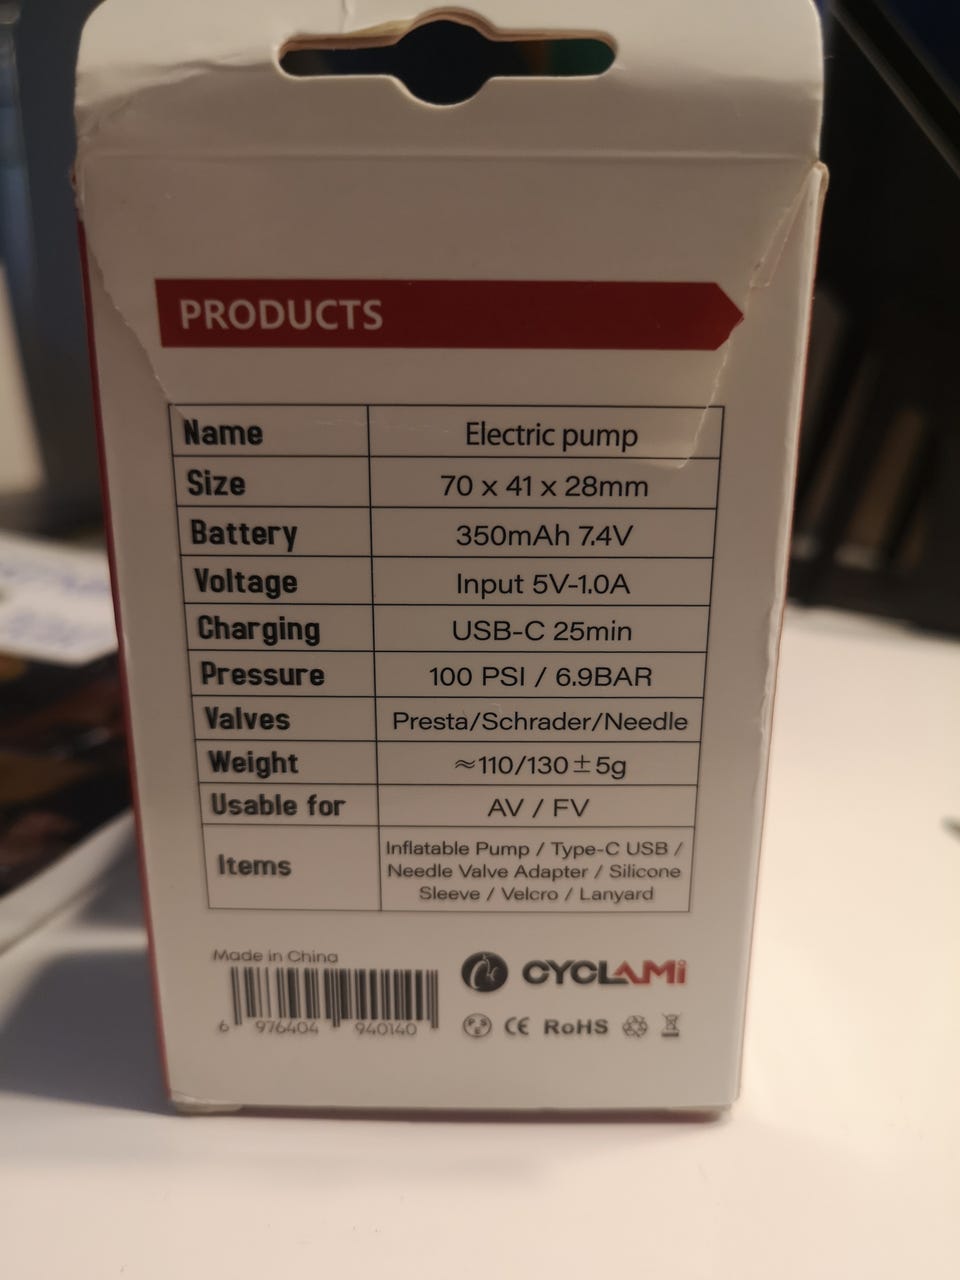 PRODUCTS
Name Electric pump
Size 70 x 41 x 28mm
Battery 350mAh 7.4V
Voltage Input 5V-1.0A
Charging USB-C 25min
Pressure 100 PSI / 6.9BAR
Valves Presta/Schrader/Needle
Weight ≈110/130±5g
Usable for AV / FV
Items Inflatable Pump / Type-C USB /
Needle Valve Adapter / Silicone
Sleeve / Velcro / Lanyard
Made in China
6 976404 940140
CYCLAMi
CE RoHS